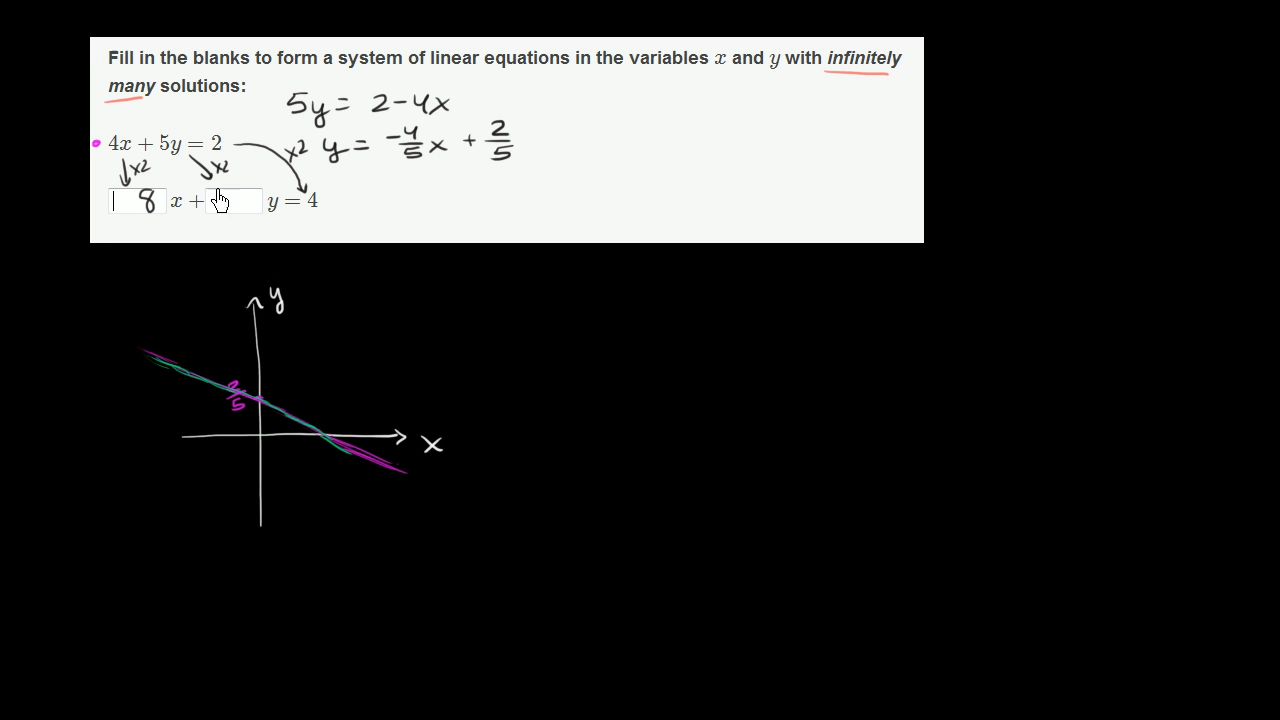 Fill in the blanks to form a system of linear equations in the variables x and y with infinitely
many solutions:
5y = 2-4x
4x + 5y = 2
x2 y = -4/5 x + 2/5
x2 x2
8 x + y = 4
y
2/5
x